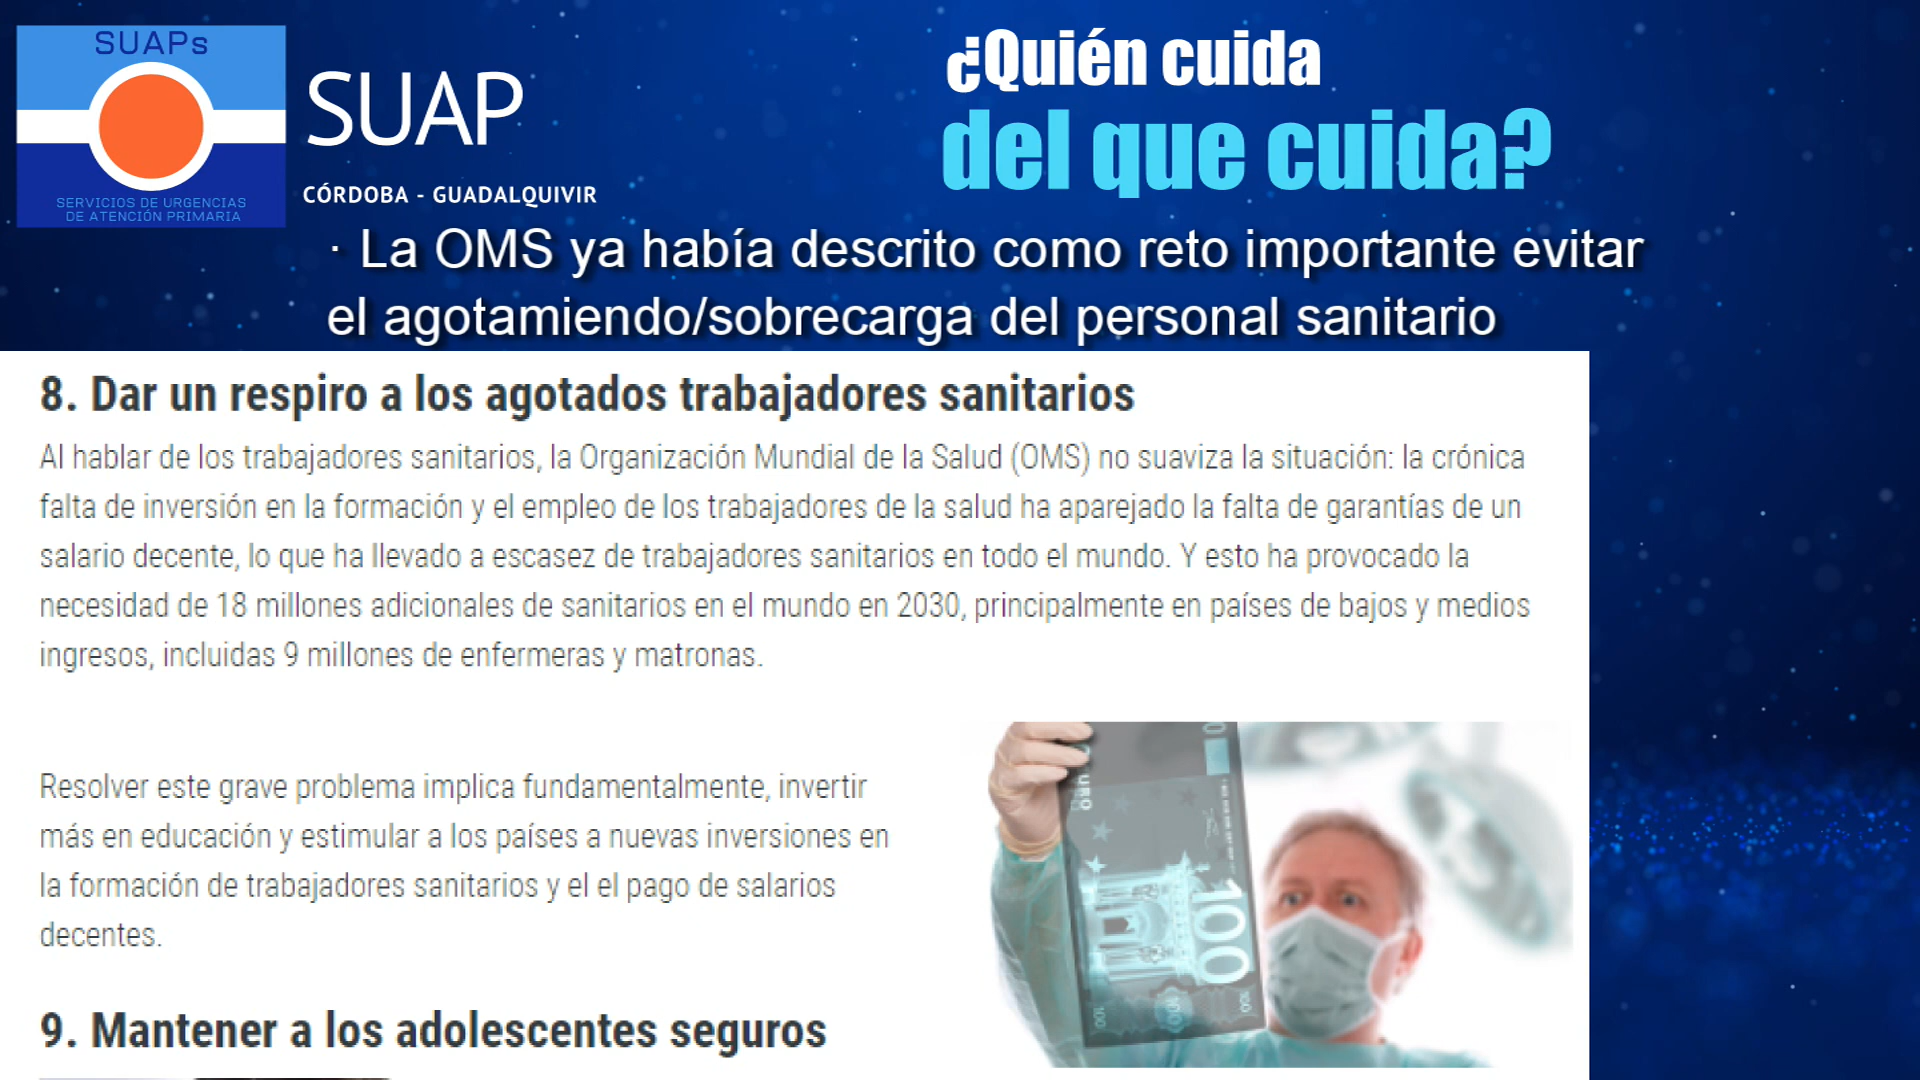 SUAPs
SERVICIOS DE URGENCIAS
DE ATENCIÓN PRIMARIA
SUAP
CÓRDOBA - GUADALQUIVIR
¿Quién cuida
del que cuida?
· La OMS ya había descrito como reto importante evitar
el agotamiendo/sobrecarga del personal sanitario
8. Dar un respiro a los agotados trabajadores sanitarios
Al hablar de los trabajadores sanitarios, la Organización Mundial de la Salud (OMS) no suaviza la situación: la crónica
falta de inversión en la formación y el empleo de los trabajadores de la salud ha aparejado la falta de garantías de un
salario decente, lo que ha llevado a escasez de trabajadores sanitarios en todo el mundo. Y esto ha provocado la
necesidad de 18 millones adicionales de sanitarios en el mundo en 2030, principalmente en países de bajos y medios
ingresos, incluidas 9 millones de enfermeras y matronas.
Resolver este grave problema implica fundamentalmente, invertir
más en educación y estimular a los países a nuevas inversiones en
la formación de trabajadores sanitarios y el el pago de salarios
decentes.
URO
100
100
100
100
9. Mantener a los adolescentes seguros